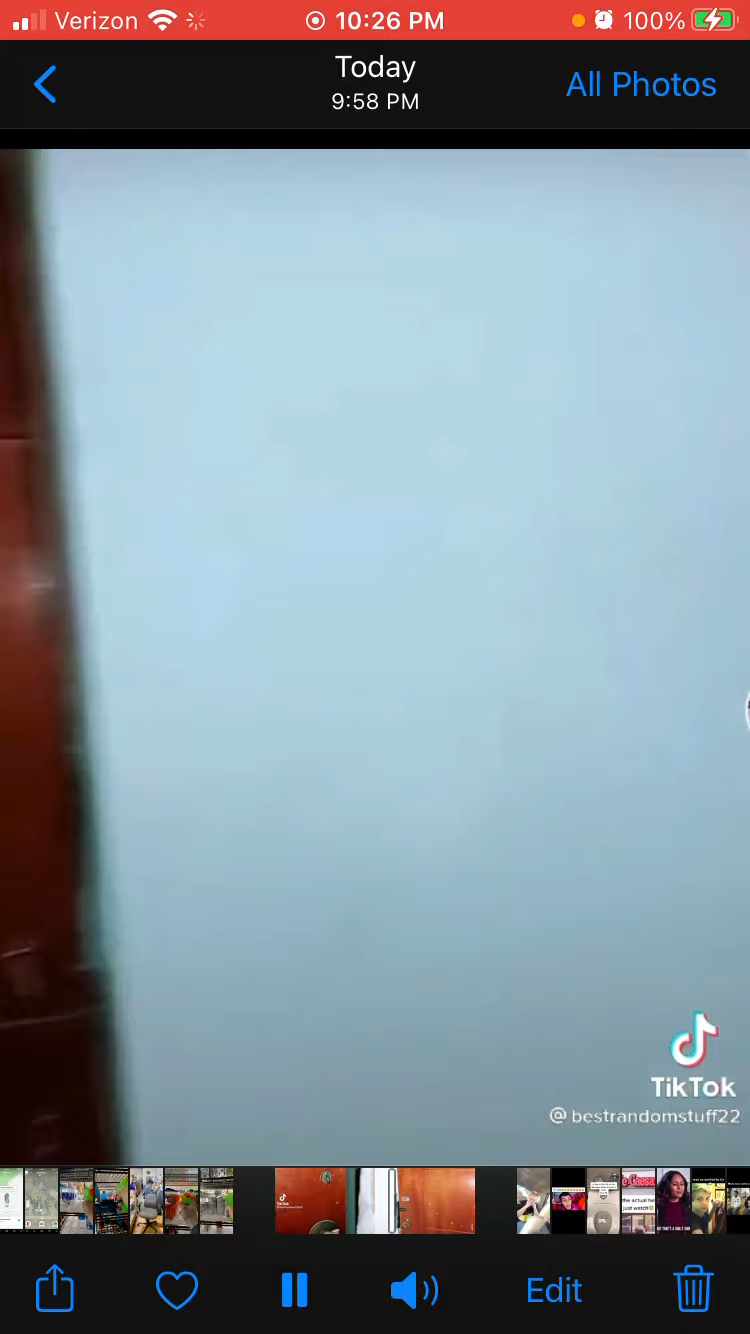 Verizon 10:26 PM 100%
Today
9:58 PM
All Photos
TikTok
@bestrandomstuff22
Edit